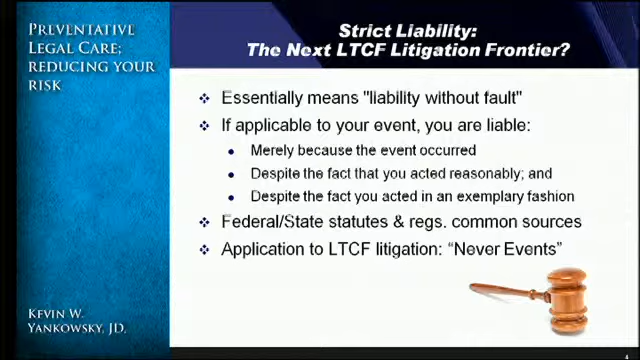 PREVENTATIVE
LEGAL CARE;
REDUCING YOUR
RISK
Strict Liability:
The Next LTCF Litigation Frontier?
Essentially means "liability without fault"
If applicable to your event, you are liable:
Merely because the event occurred
Despite the fact that you acted reasonably; and
Despite the fact you acted in an exemplary fashion
Federal/State statutes & regs. common sources
Application to LTCF litigation: “Never Events”
KEVIN W.
YANKOWSKY, JD.